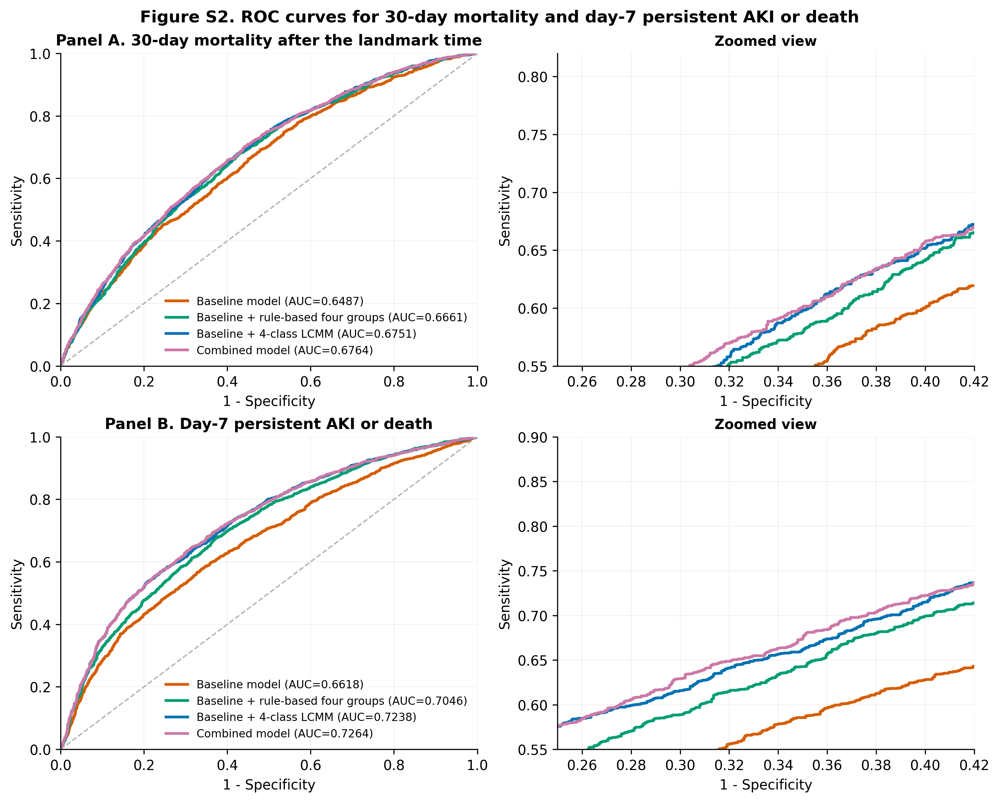 Figure S2. ROC curves for 30-day mortality and day-7 persistent AKI or death
Panel A. 30-day mortality after the landmark time
1.0
0.8
0.6
0.4
0.2
0.0
Sensitivity
Baseline model (AUC=0.6487)
Baseline + rule-based four groups (AUC=0.6661)
Baseline + 4-class LCMM (AUC=0.6751)
Combined model (AUC=0.6764)
0.0 0.2 0.4 0.6 0.8 1.0
1 - Specificity
Zoomed view
0.80
0.75
0.70
0.65
0.60
0.55
Sensitivity
0.26 0.28 0.30 0.32 0.34 0.36 0.38 0.40 0.42
1 - Specificity
Panel B. Day-7 persistent AKI or death
1.0
0.8
0.6
0.4
0.2
0.0
Sensitivity
Baseline model (AUC=0.6618)
Baseline + rule-based four groups (AUC=0.7046)
Baseline + 4-class LCMM (AUC=0.7238)
Combined model (AUC=0.7264)
0.0 0.2 0.4 0.6 0.8 1.0
1 - Specificity
Zoomed view
0.90
0.85
0.80
0.75
0.70
0.65
0.60
0.55
Sensitivity
0.26 0.28 0.30 0.32 0.34 0.36 0.38 0.40 0.42
1 - Specificity